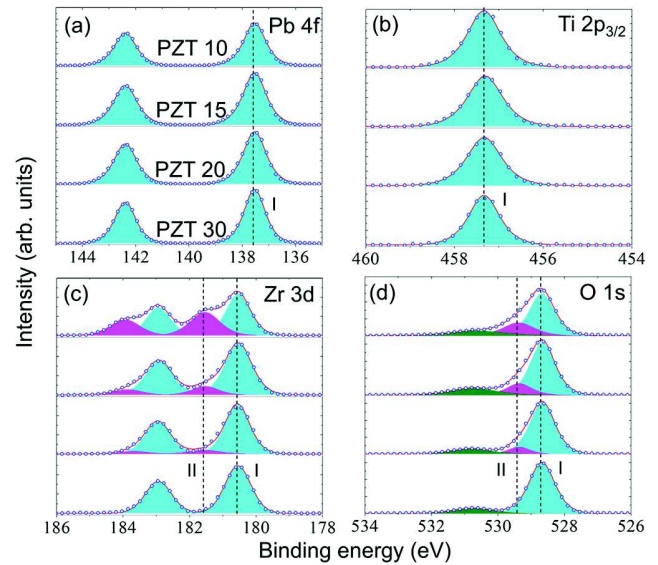 (a) Pb 4f
PZT 10
PZT 15
PZT 20
I
PZT 30
144 142 140 138 136
(b) Ti 2p3/2
I
460 458 456 454
Intensity (arb. units)
(c) Zr 3d
II I
186 184 182 180 178
(d) O 1s
II I
534 532 530 528 526
Binding energy (eV)